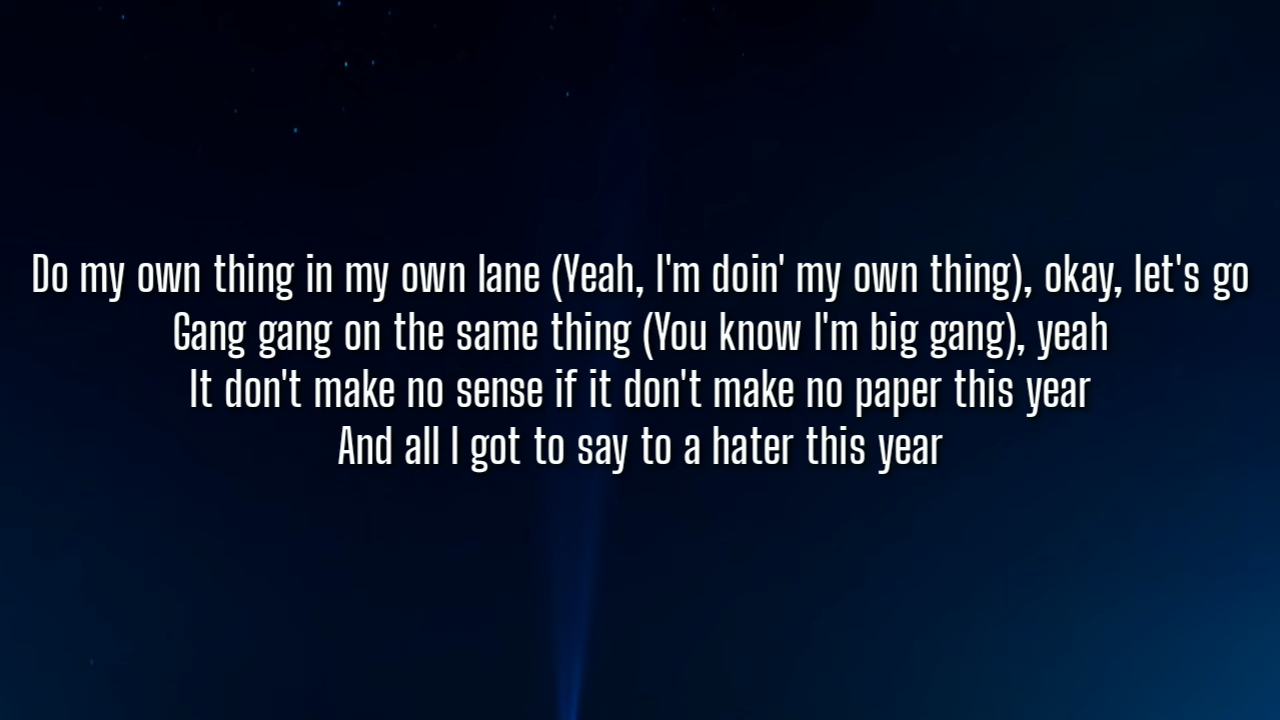 Do my own thing in my own lane (Yeah, I'm doin' my own thing), okay, let's go
Gang gang on the same thing (You know I'm big gang), yeah
It don't make no sense if it don't make no paper this year
And all I got to say to a hater this year